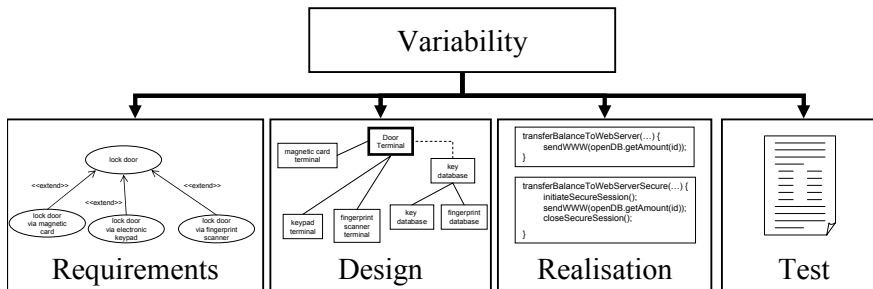 Variability
lock door
<<extend>>
<<extend>>
<<extend>>
lock door
via magnetic
card
lock door
via electronic
keypad
lock door
via fingerprint
scanner
Requirements
Door
Terminal
magnetic card
terminal
key
database
keypad
terminal
fingerprint
scanner
terminal
key
database
fingerprint
database
Design
transferBalanceToWebServer(…) {
sendWWW(openDB.getAmount(id));
}
transferBalanceToWebServerSecure(…) {
initiateSecureSession();
sendWWW(openDB.getAmount(id));
closeSecureSession();
}
Realisation
Test